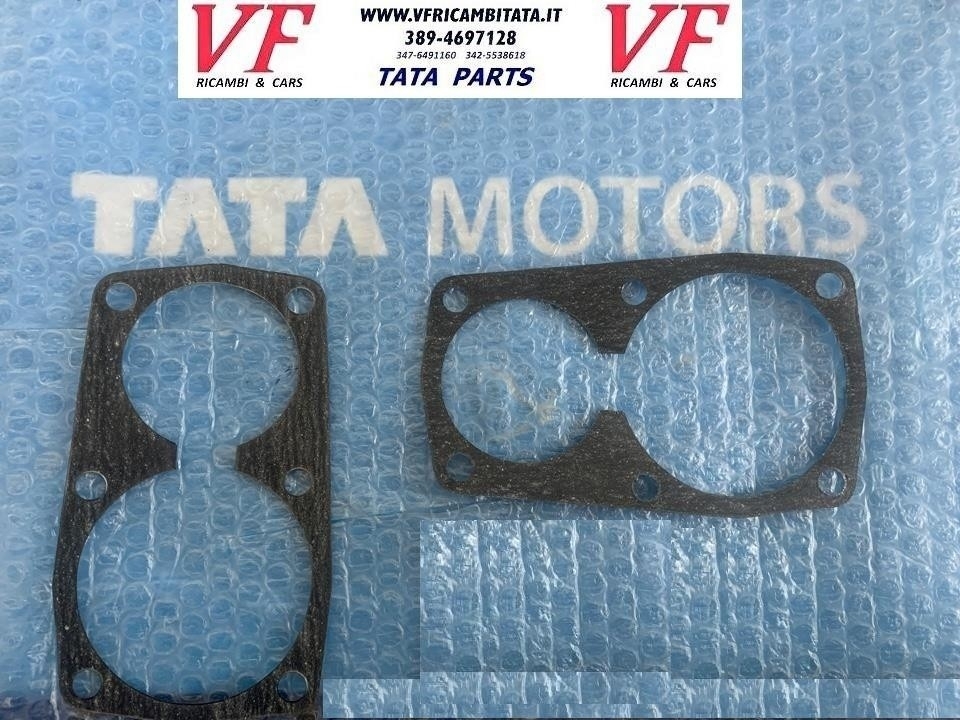 VF
RICAMBI & CARS
WWW.VFRICAMBITATA.IT
389-4697128
347-6491160 342-5538618
TATA PARTS
VF
RICAMBI & CARS
TATA MOTORS